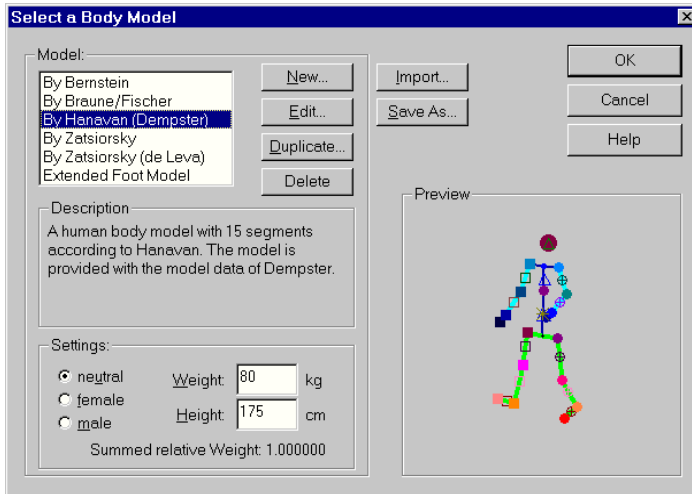 Select a Body Model
Model:
By Bernstein
By Braune/Fischer
By Hanavan (Dempster)
By Zatsiorsky
By Zatsiorsky (de Leva)
Extended Foot Model
New...
Edit...
Duplicate...
Delete
Import...
Save As...
OK
Cancel
Help
Description
A human body model with 15 segments
according to Hanavan. The model is
provided with the model data of Dempster.
Settings:
neutral
female
male
Weight: 80 kg
Height: 175 cm
Summed relative Weight: 1.000000
Preview